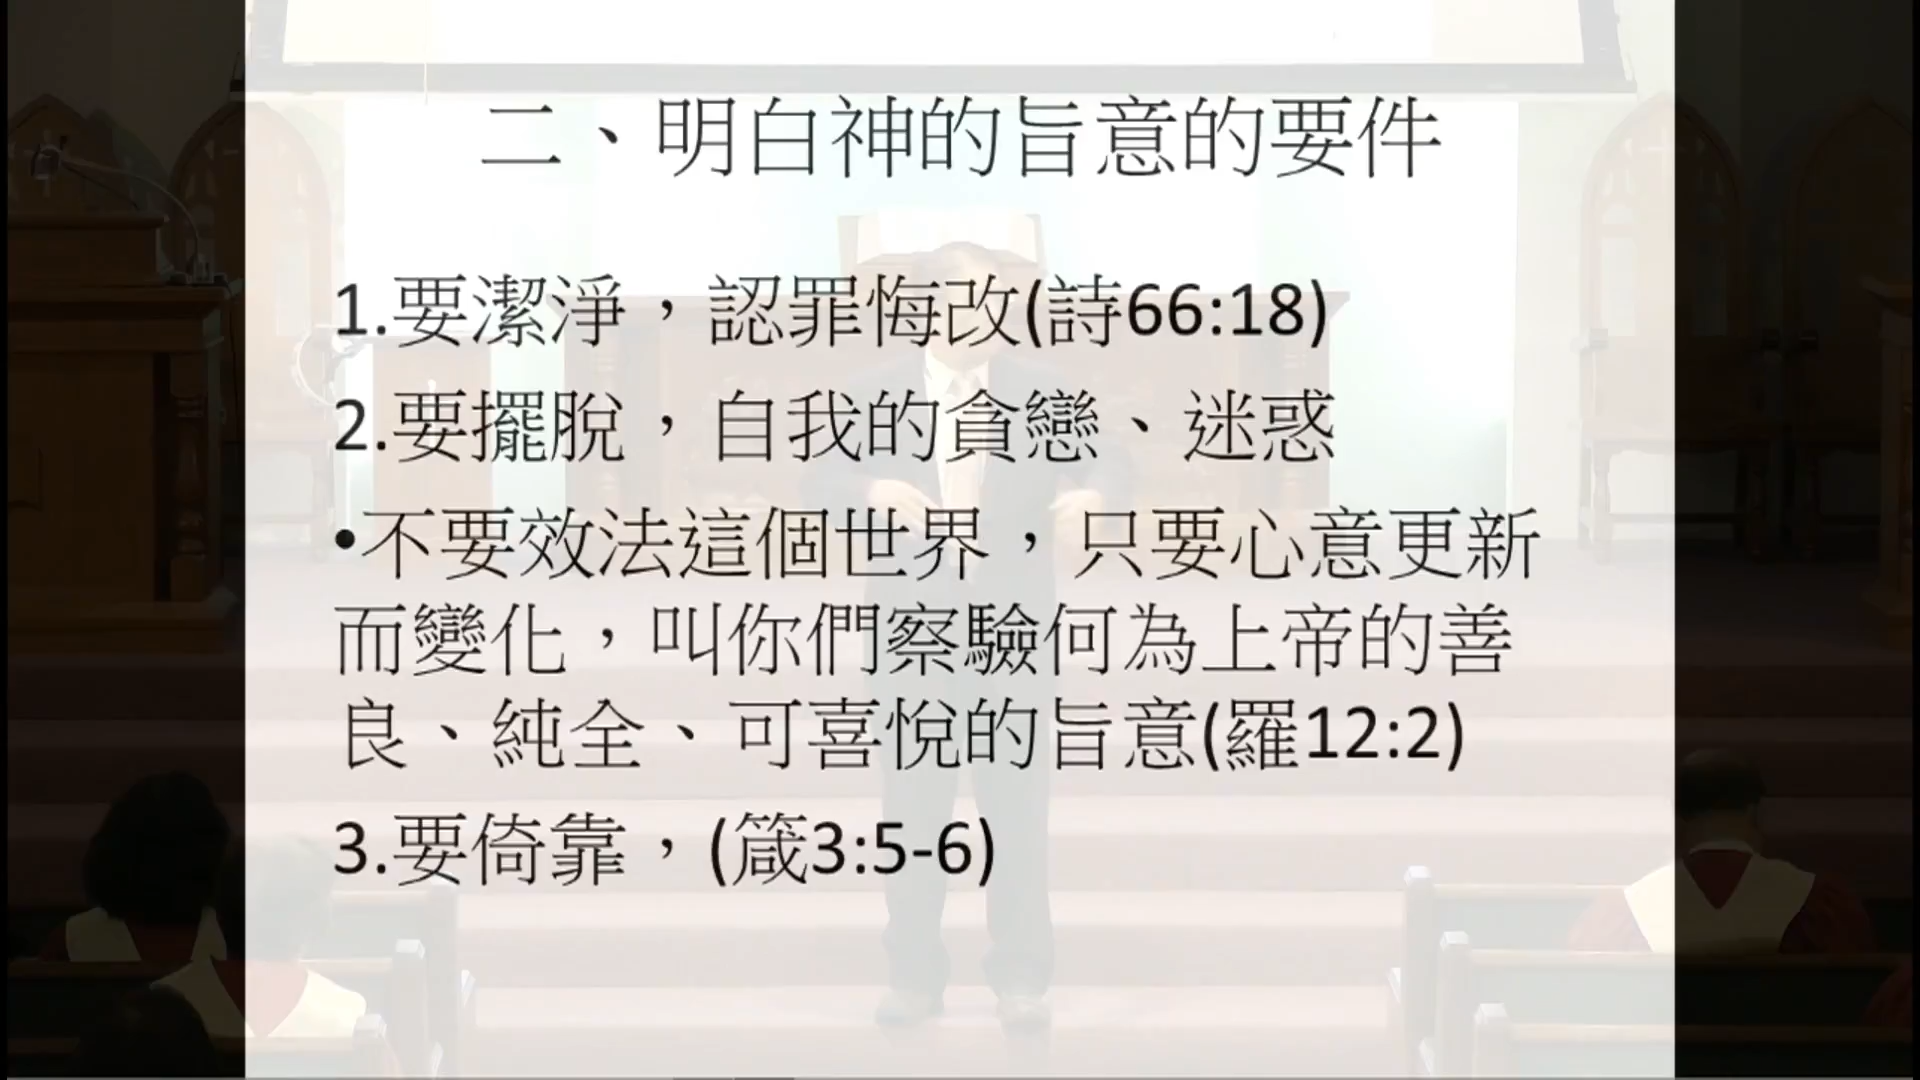 二、明白神的旨意的要件
1.要潔淨，認罪悔改(詩66:18)
2.要擺脫，自我的貪戀、迷惑
•不要效法這個世界，只要心意更新
而變化，叫你們察驗何為上帝的善
良、純全、可喜悅的旨意(羅12:2)
3.要倚靠，(箴3:5-6)